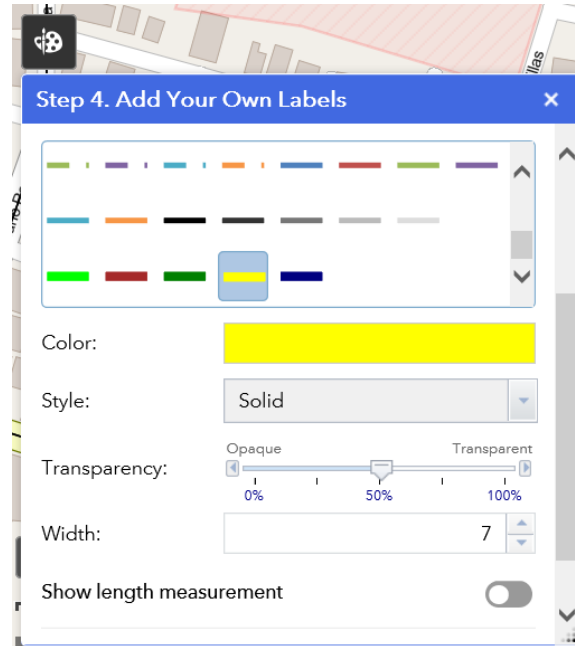 llas
Step 4. Add Your Own Labels
Color:
Style: Solid
Opaque Transparent
Transparency:
0% 50% 100%
Width: 7
Show length measurement